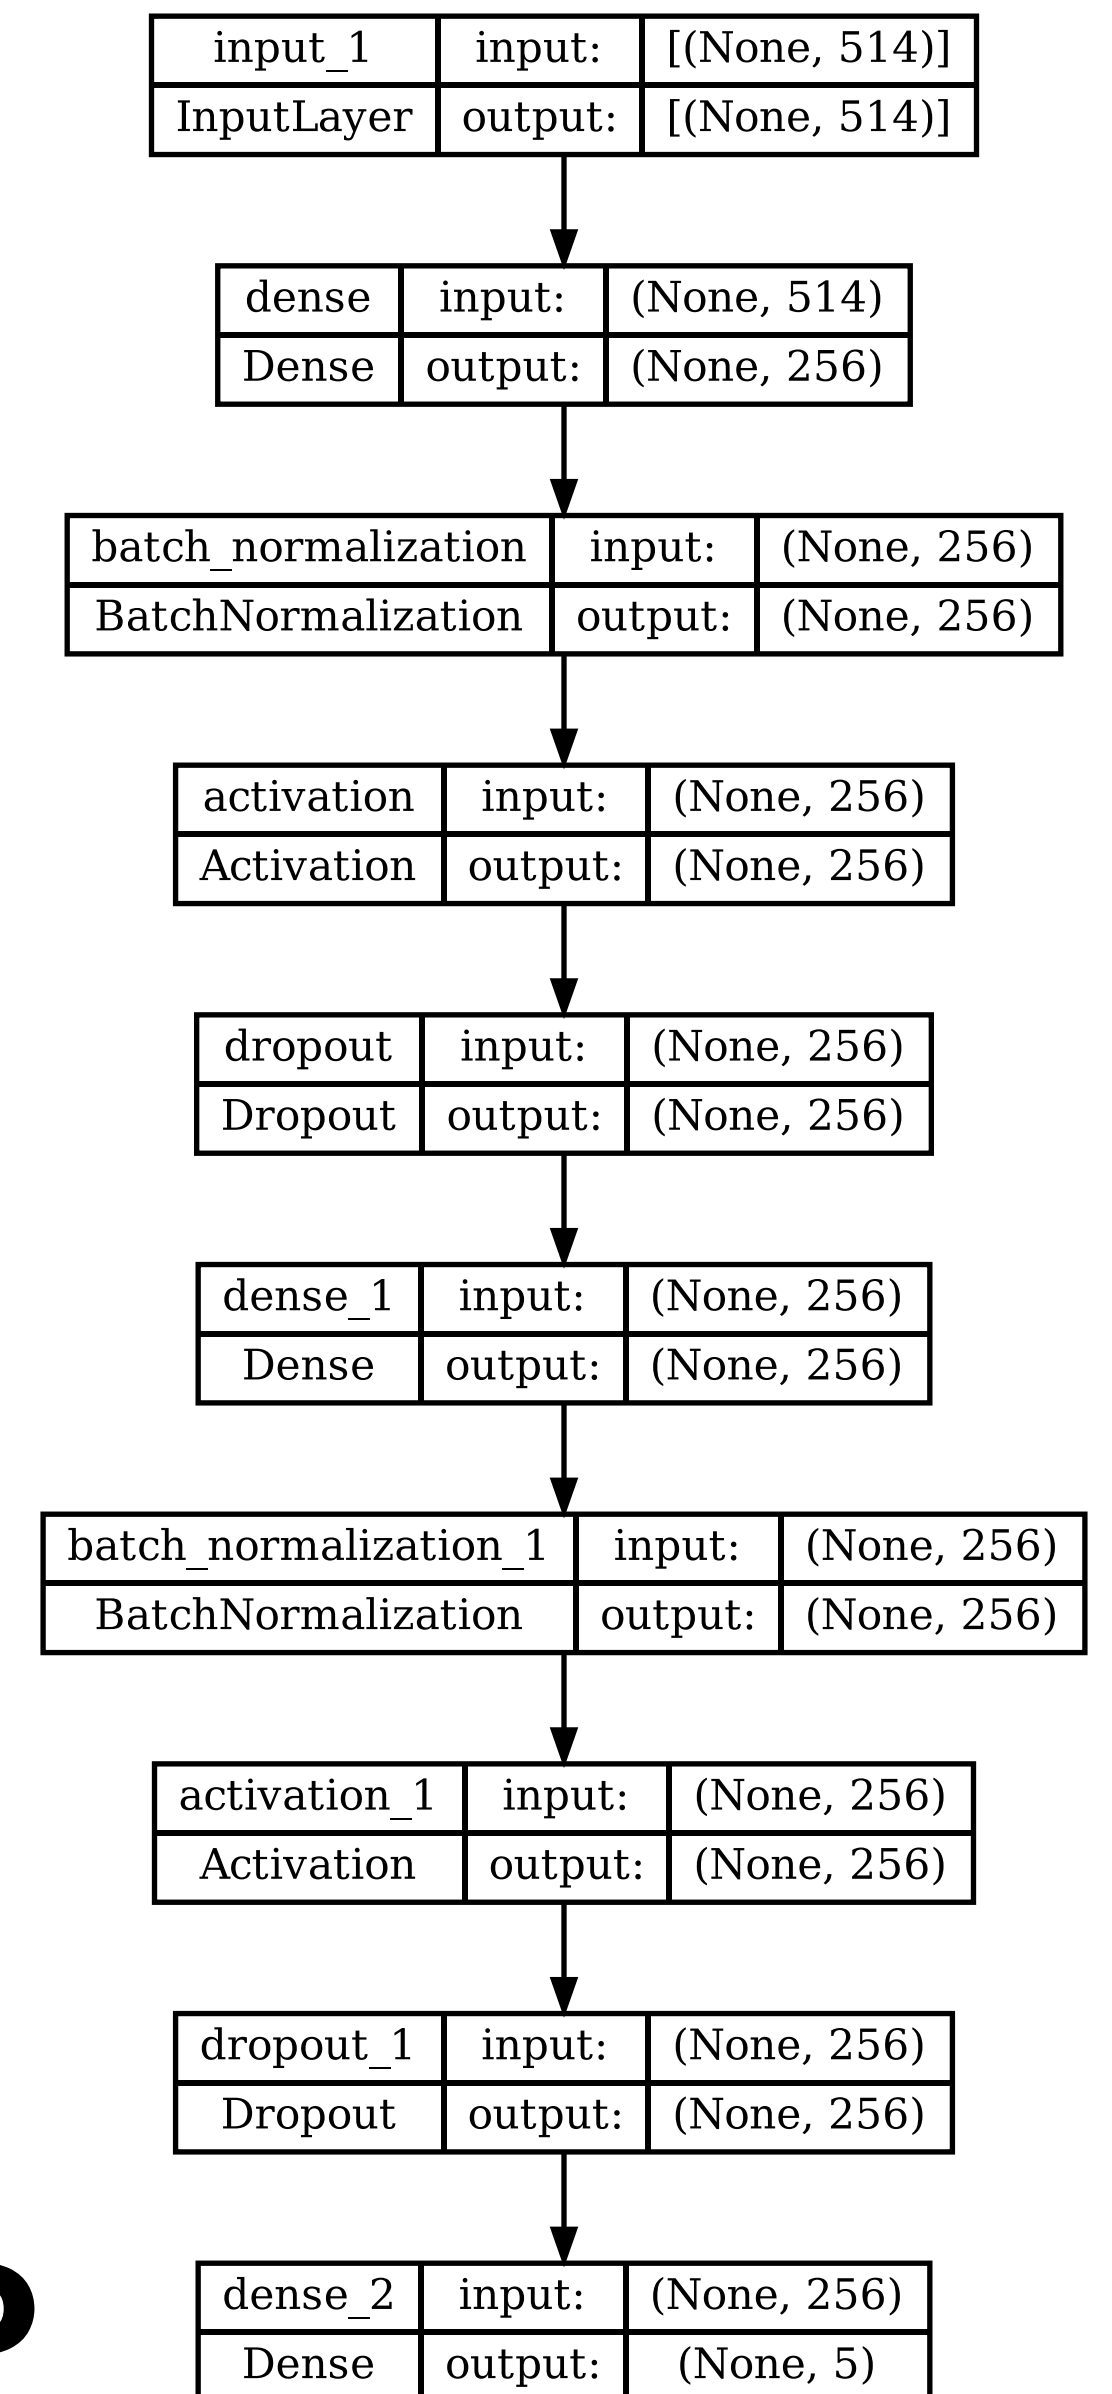 input_1 input: [(None, 514)]
InputLayer output: [(None, 514)]
dense input: (None, 514)
Dense output: (None, 256)
batch_normalization input: (None, 256)
BatchNormalization output: (None, 256)
activation input: (None, 256)
Activation output: (None, 256)
dropout input: (None, 256)
Dropout output: (None, 256)
dense_1 input: (None, 256)
Dense output: (None, 256)
batch_normalization_1 input: (None, 256)
BatchNormalization output: (None, 256)
activation_1 input: (None, 256)
Activation output: (None, 256)
dropout_1 input: (None, 256)
Dropout output: (None, 256)
dense_2 input: (None, 256)
Dense output: (None, 5)